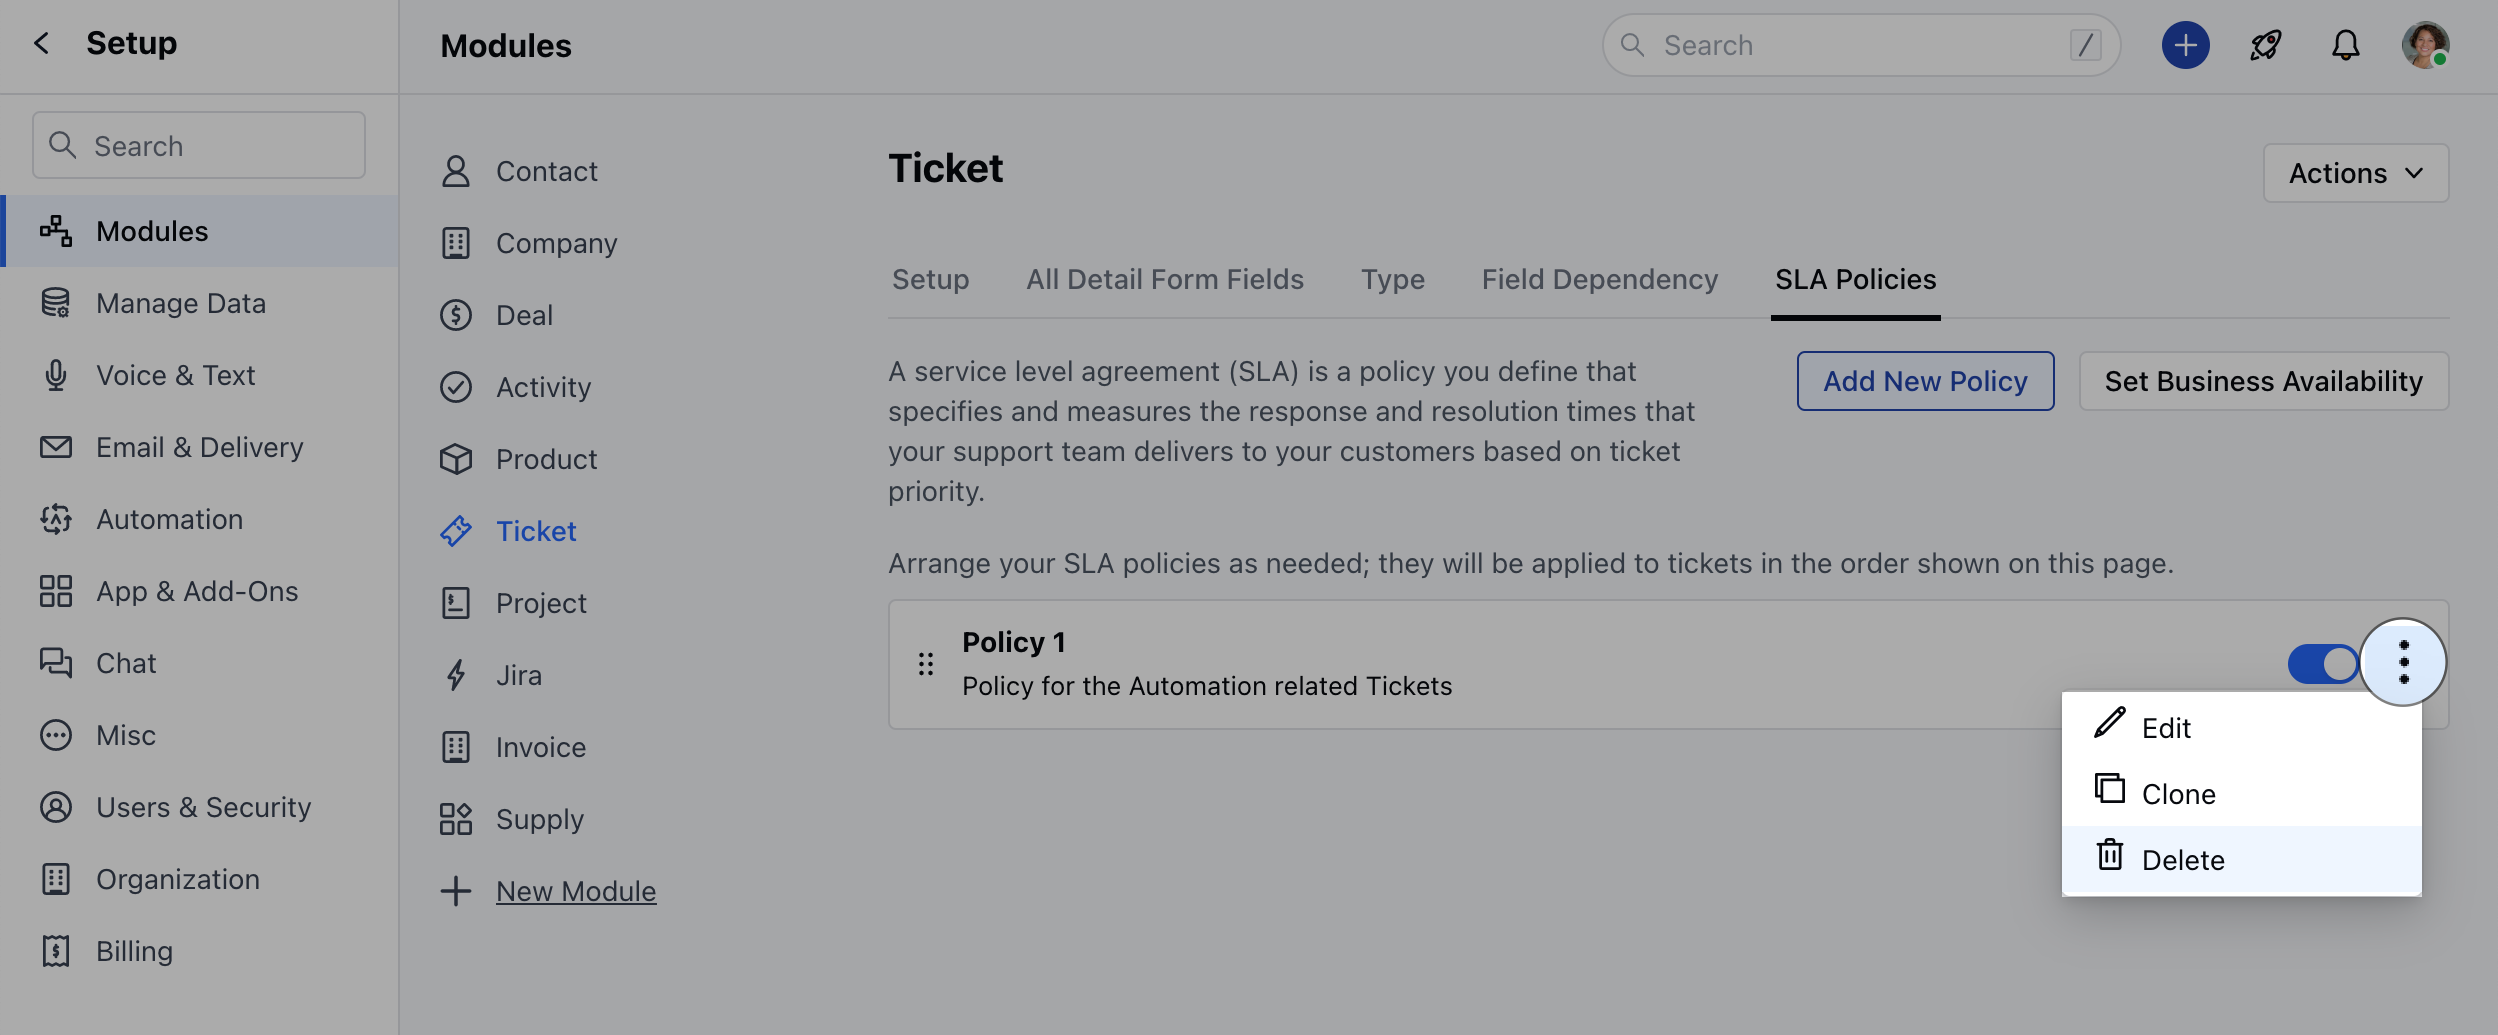 Setup
Modules
Search
/
Search
Modules
Manage Data
Voice & Text
Email & Delivery
Automation
App & Add-Ons
Chat
Misc
Users & Security
Organization
Billing
Contact
Company
Deal
Activity
Product
Ticket
Project
Jira
Invoice
Supply
New Module
Ticket
Actions
Setup
All Detail Form Fields
Type
Field Dependency
SLA Policies
A service level agreement (SLA) is a policy you define that
specifies and measures the response and resolution times that
your support team delivers to your customers based on ticket
priority.
Add New Policy
Set Business Availability
Arrange your SLA policies as needed; they will be applied to tickets in the order shown on this page.
Policy 1
Policy for the Automation related Tickets
Edit
Clone
Delete